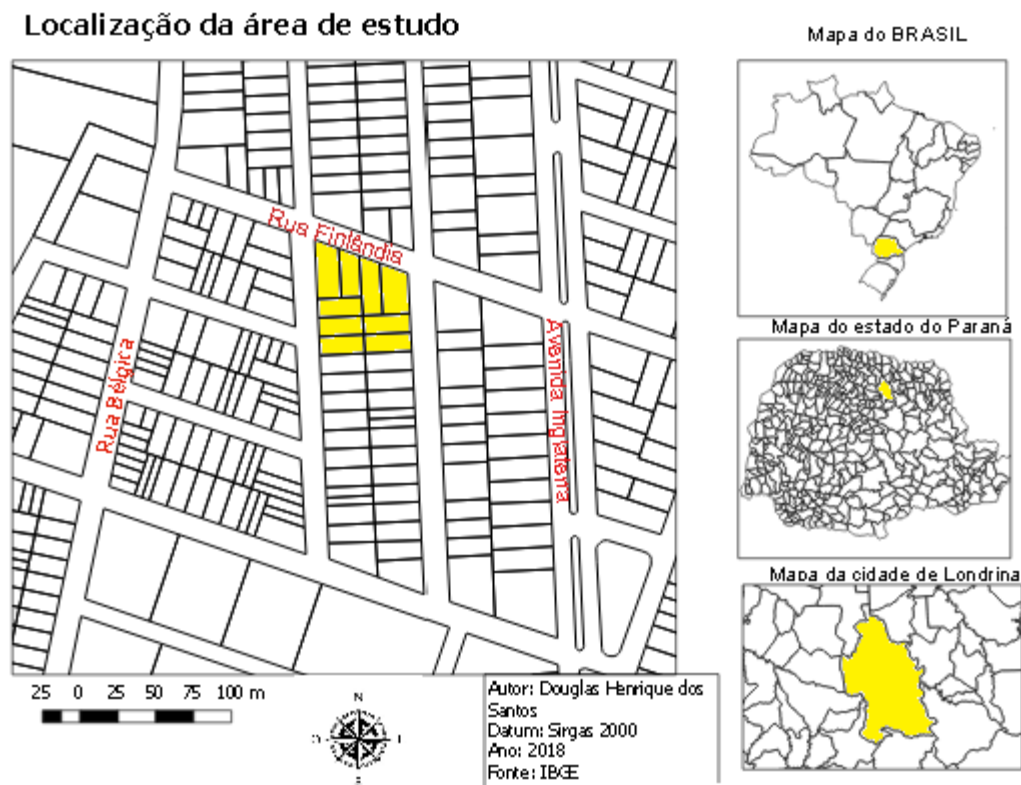 Localização da área de estudo
Mapa do BRASIL
Rua Finlândia
Rua Bélgica
Avenida Inglaterra
Mapa do estado do Paraná
Mapa da cidade de Londrina
25 0 25 50 75 100 m
N
O
L
S
Autor: Douglas Henrique dos
Santos
Datum: Sirgas 2000
Ano: 2018
Fonte: IBGE